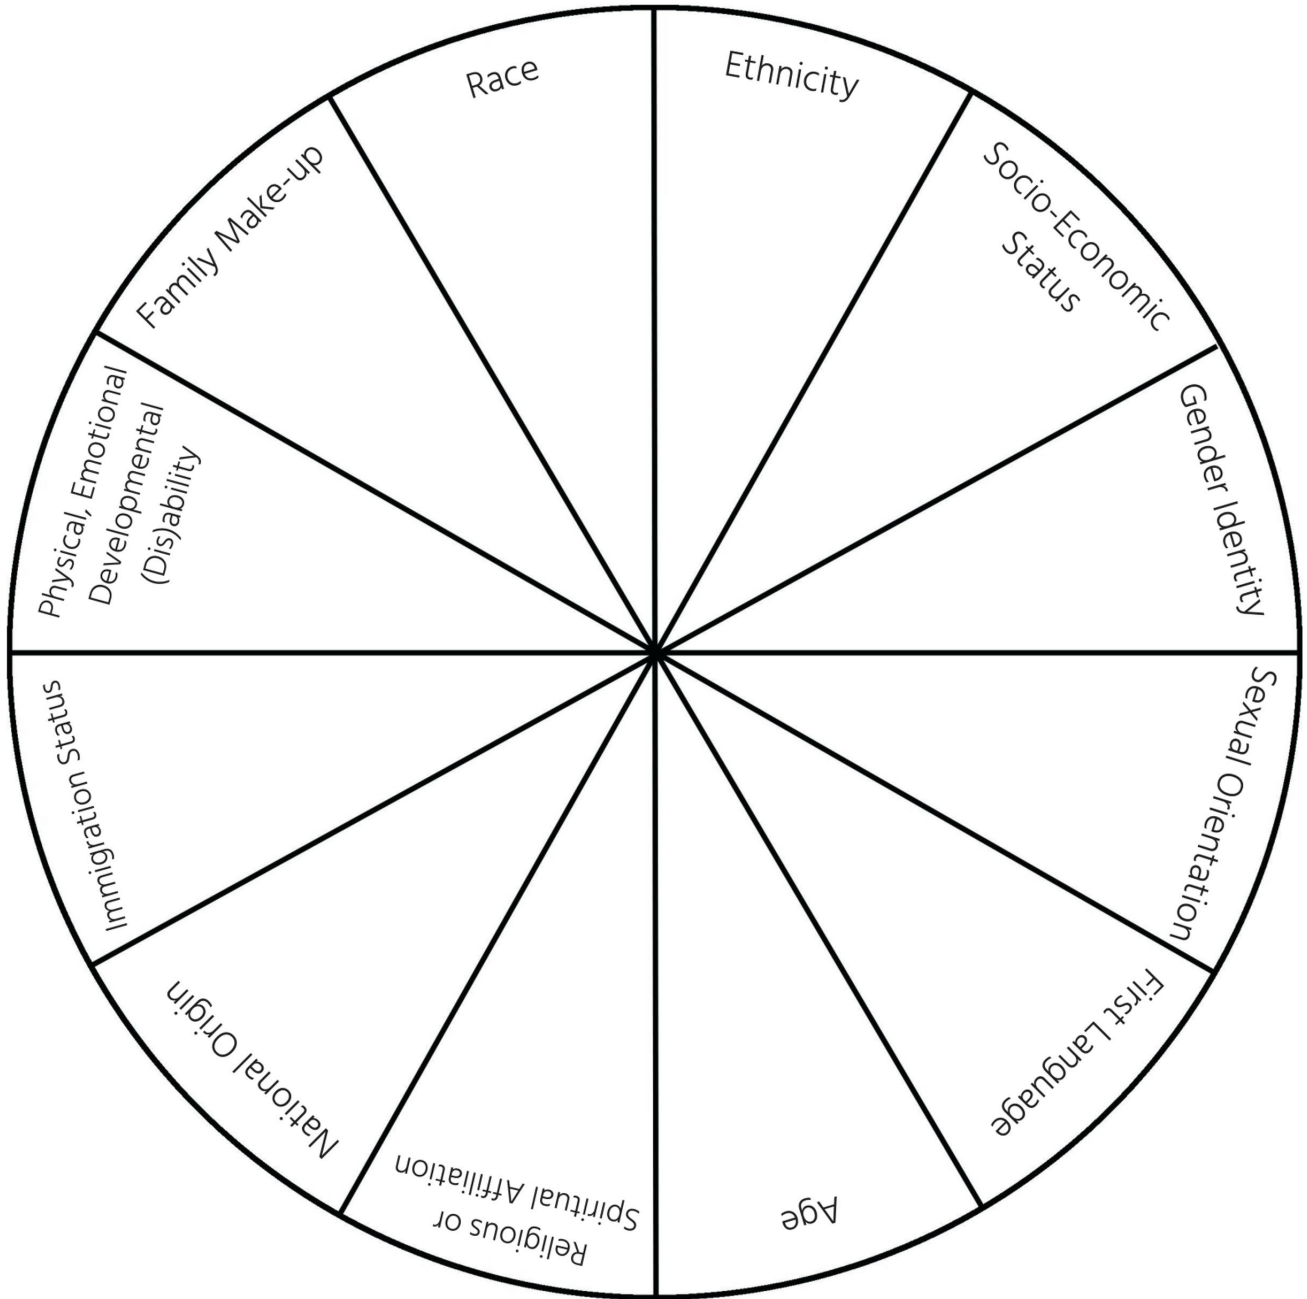 Race
Ethnicity
Socio-Economic
Status
Gender Identity
Sexual Orientation
First Language
Age
Religious or
Spiritual Affiliation
National Origin
Immigration Status
Physical, Emotional
Developmental
(Dis)ability
Family Make-up